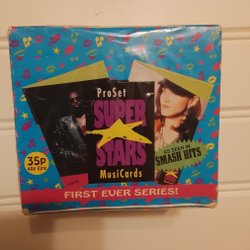 ProSet
SUPER
STARS
MusiCards
35p
AS SEEN IN
SMASH HITS
FIRST EVER SERIES!